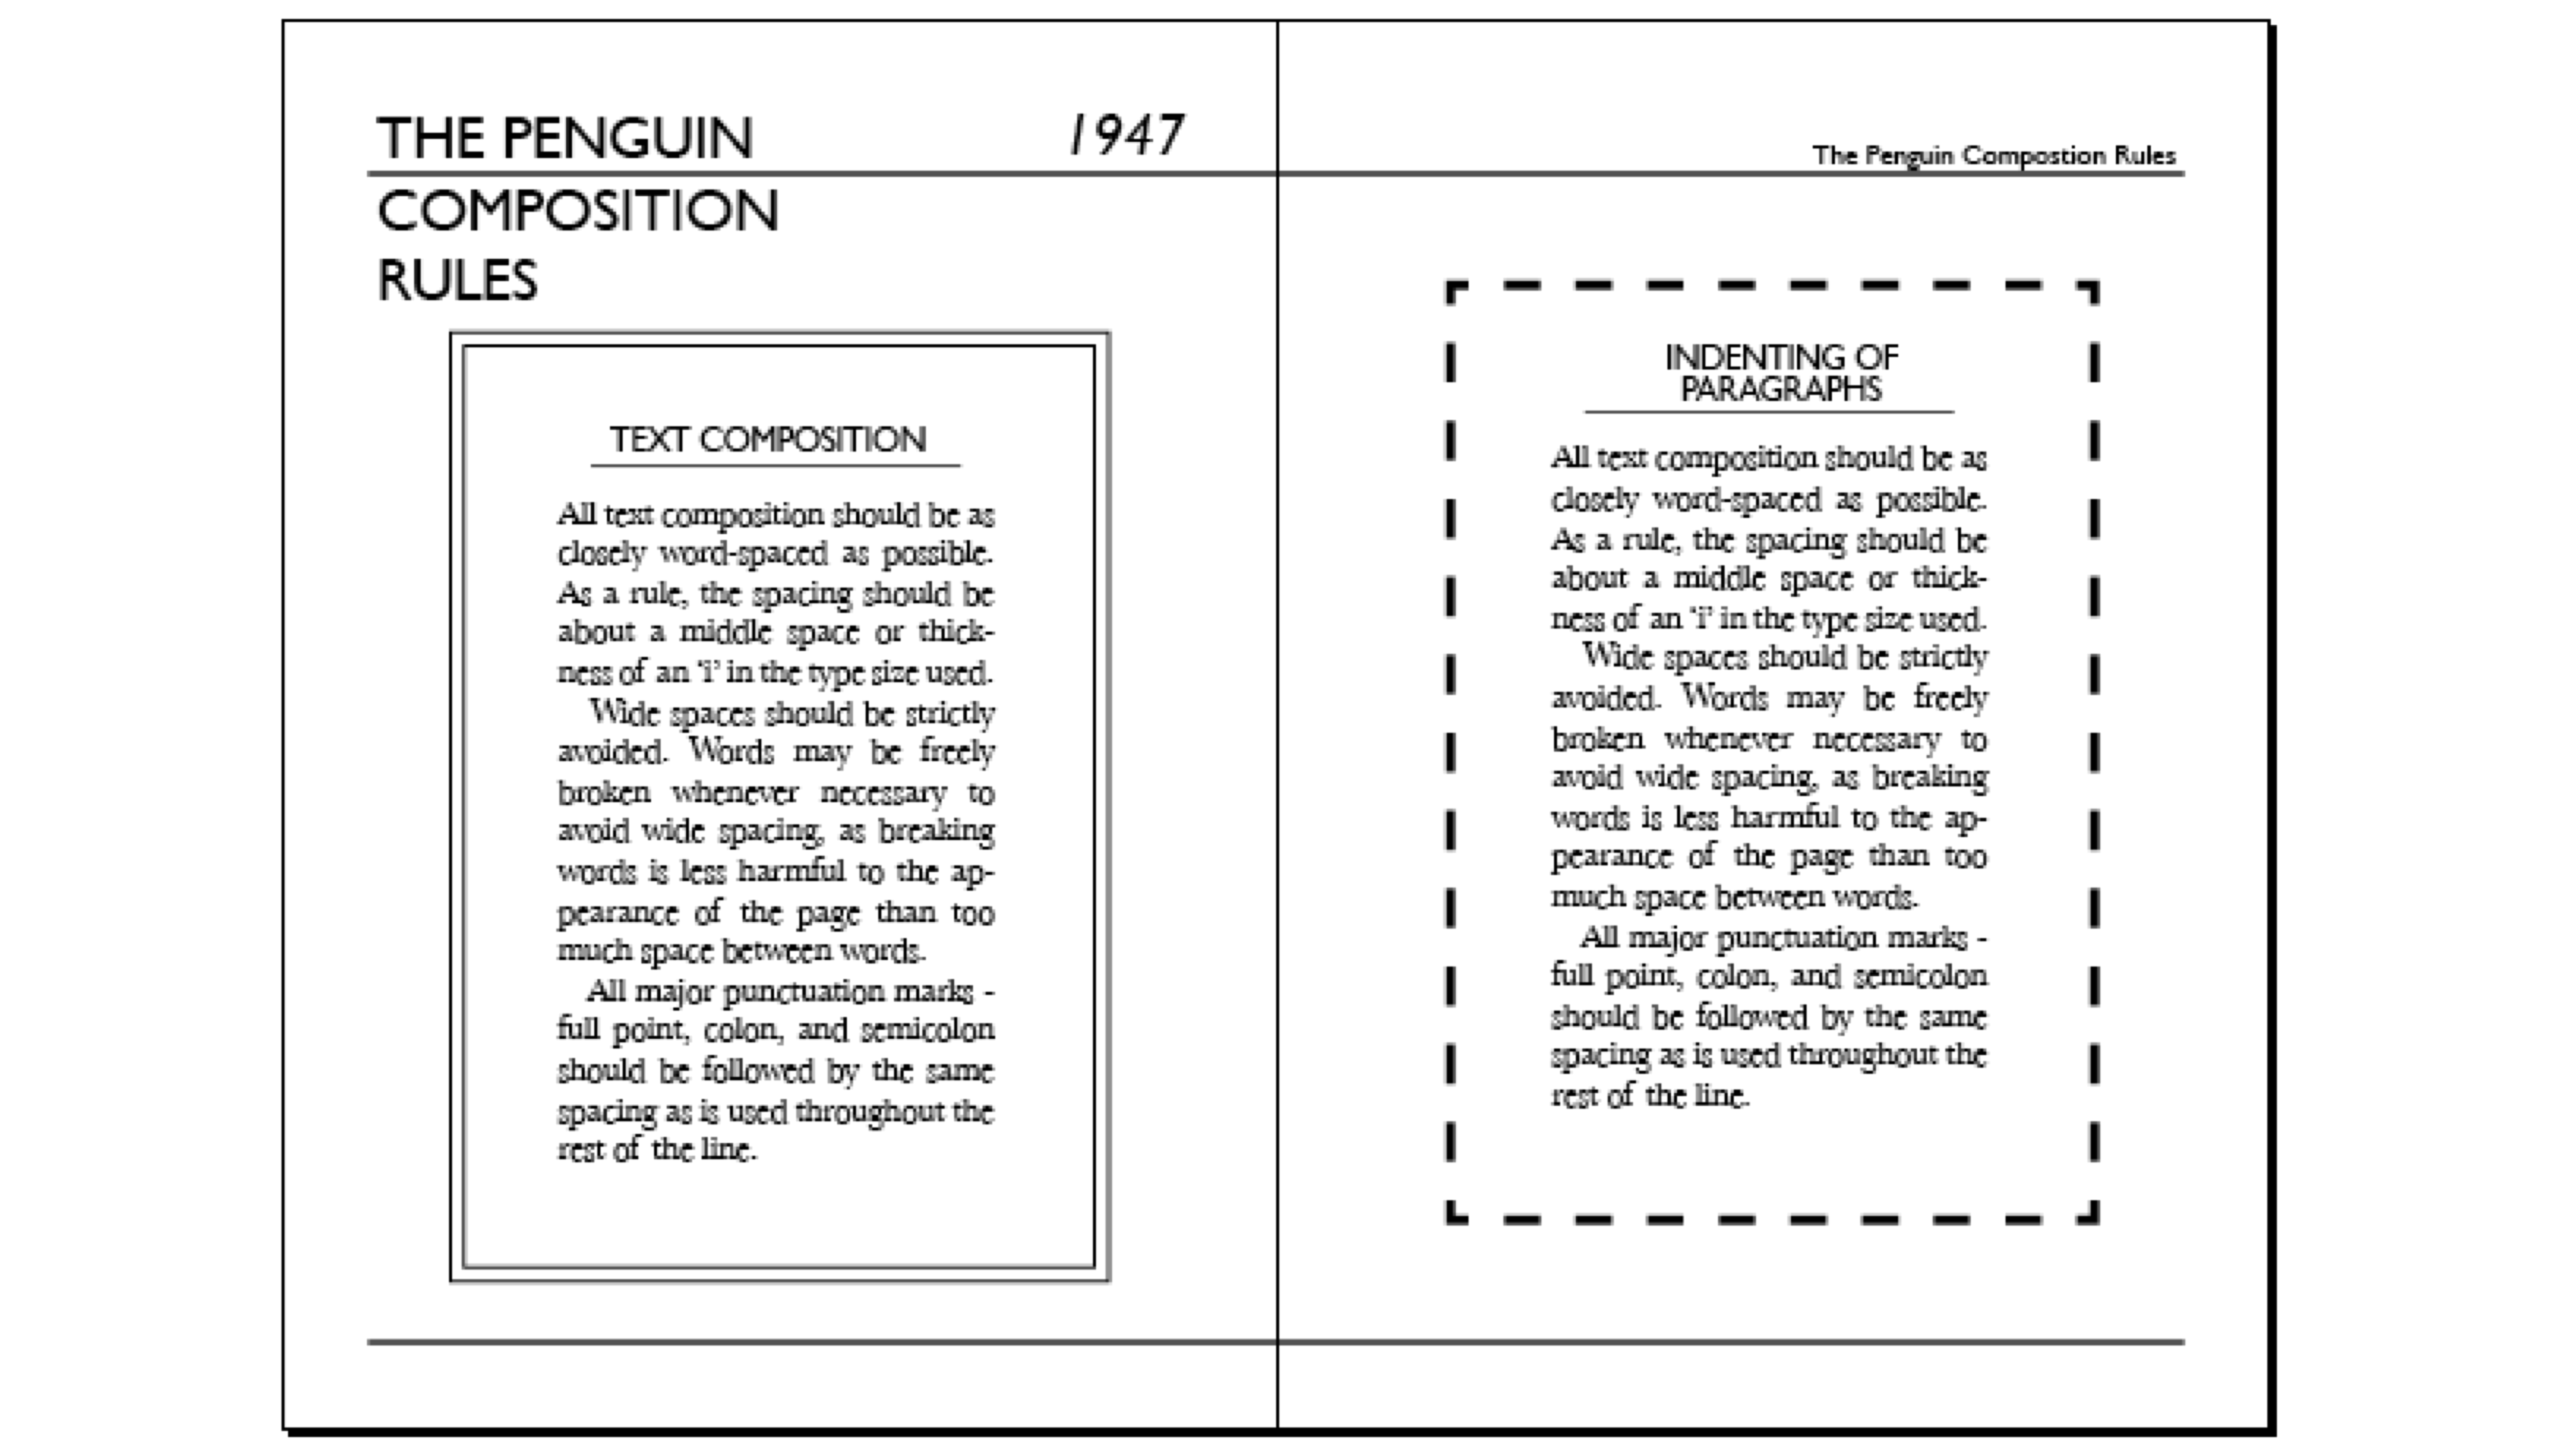 THE PENGUIN
COMPOSITION
RULES
1947
TEXT COMPOSITION
All text composition should be as
closely word-spaced as possible.
As a rule, the spacing should be
about a middle space or thick-
ness of an ‘i’ in the type size used.
Wide spaces should be strictly
avoided. Words may be freely
broken whenever necessary to
avoid wide spacing, as breaking
words is less harmful to the ap-
pearance of the page than too
much space between words.
All major punctuation marks -
full point, colon, and semicolon
should be followed by the same
spacing as is used throughout the
rest of the line.
The Penguin Compostion Rules
INDENTING OF
PARAGRAPHS
All text composition should be as
closely word-spaced as possible.
As a rule, the spacing should be
about a middle space or thick-
ness of an ‘i’ in the type size used.
Wide spaces should be strictly
avoided. Words may be freely
broken whenever necessary to
avoid wide spacing, as breaking
words is less harmful to the ap-
pearance of the page than too
much space between words.
All major punctuation marks -
full point, colon, and semicolon
should be followed by the same
spacing as is used throughout the
rest of the line.